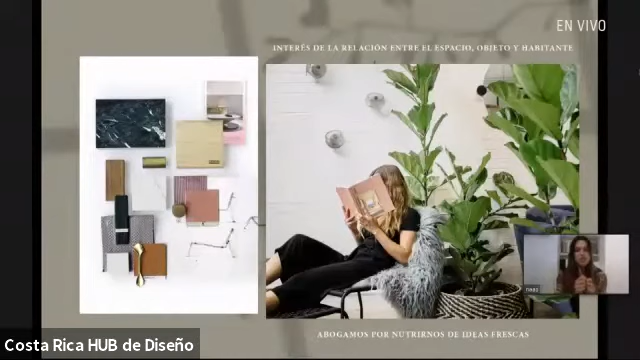 EN VIVO
INTERÉS DE LA RELACIÓN ENTRE EL ESPACIO, OBJETO Y HABITANTE
ABOGAMOS POR NUTRIRNOS DE IDEAS FRESCAS
Costa Rica HUB de Diseño